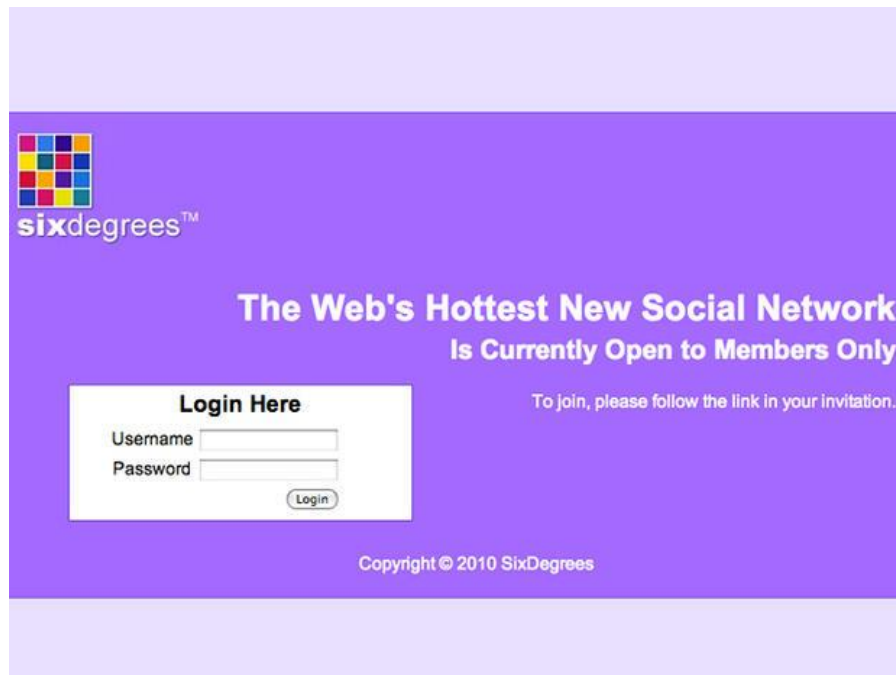 sixdegrees™
The Web's Hottest New Social Network
Is Currently Open to Members Only
To join, please follow the link in your invitation.
Login Here
Username
Password
Login
Copyright © 2010 SixDegrees